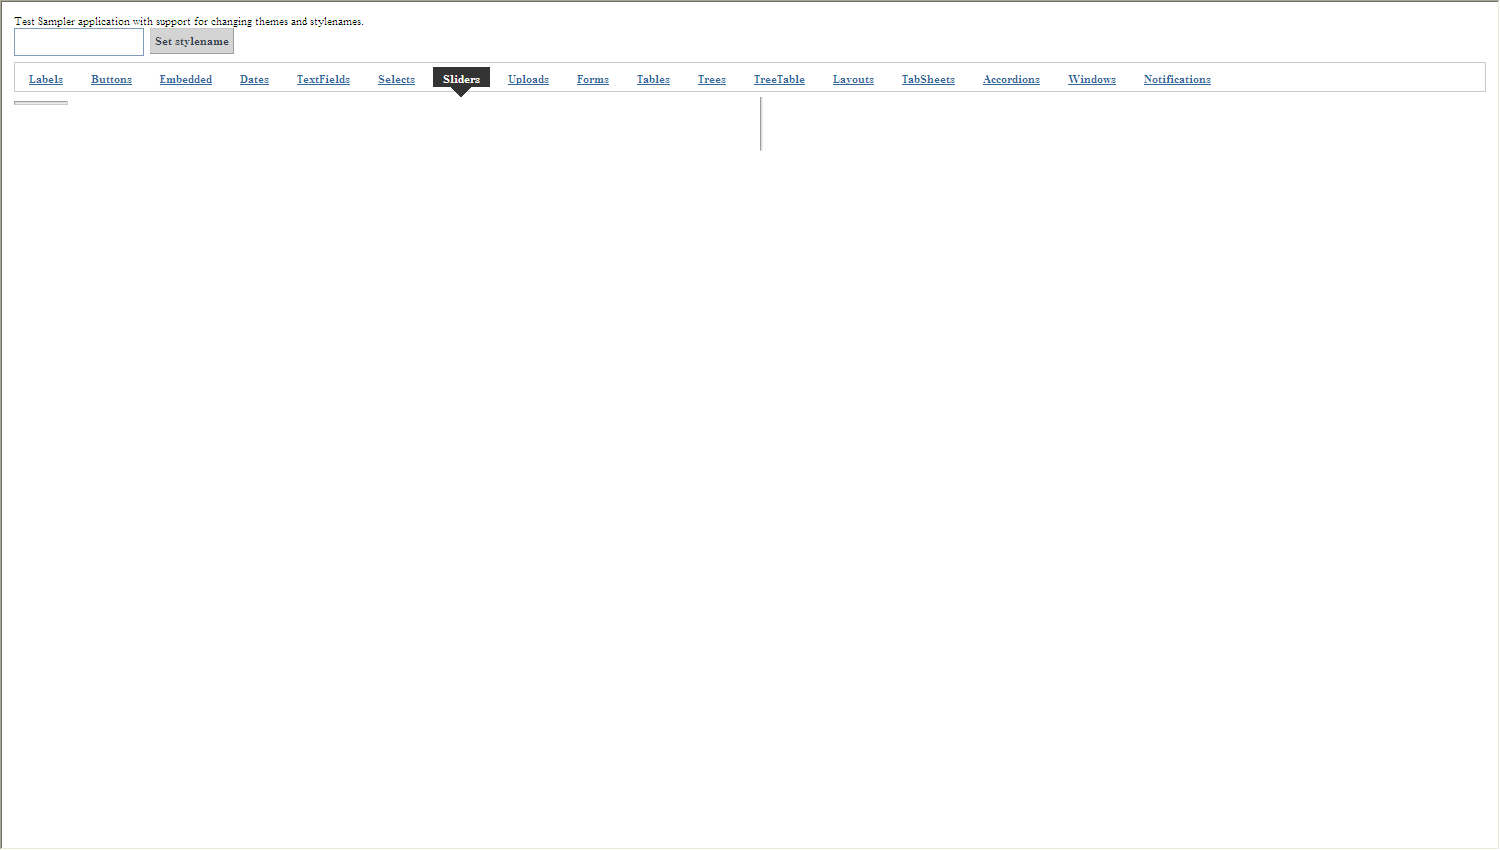 Test Sampler application with support for changing themes and stylenames.
Set stylename
Labels Buttons Embedded Dates TextFields Selects Sliders Uploads Forms Tables Trees TreeTable Layouts TabSheets Accordions Windows Notifications